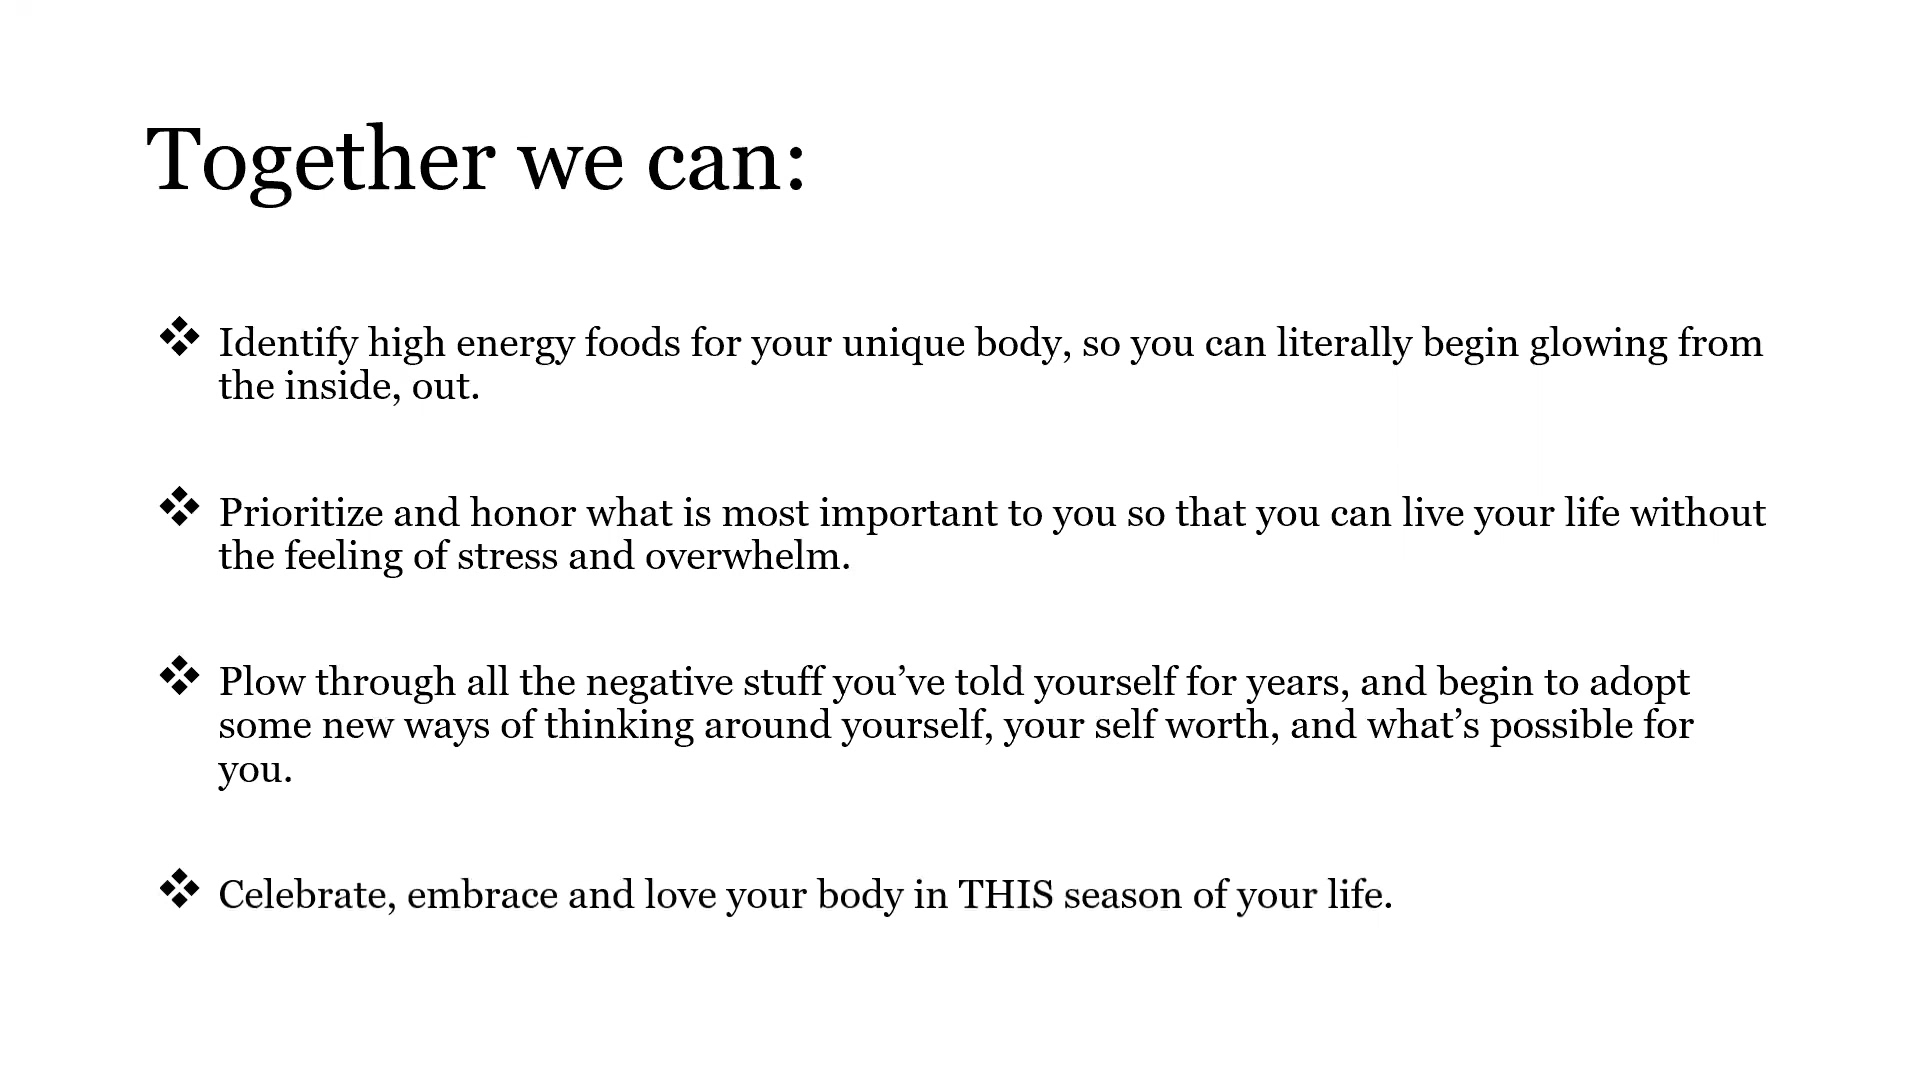 Together we can:
❖ Identify high energy foods for your unique body, so you can literally begin glowing from
the inside, out.
❖ Prioritize and honor what is most important to you so that you can live your life without
the feeling of stress and overwhelm.
❖ Plow through all the negative stuff you’ve told yourself for years, and begin to adopt
some new ways of thinking around yourself, your self worth, and what’s possible for
you.
❖ Celebrate, embrace and love your body in THIS season of your life.